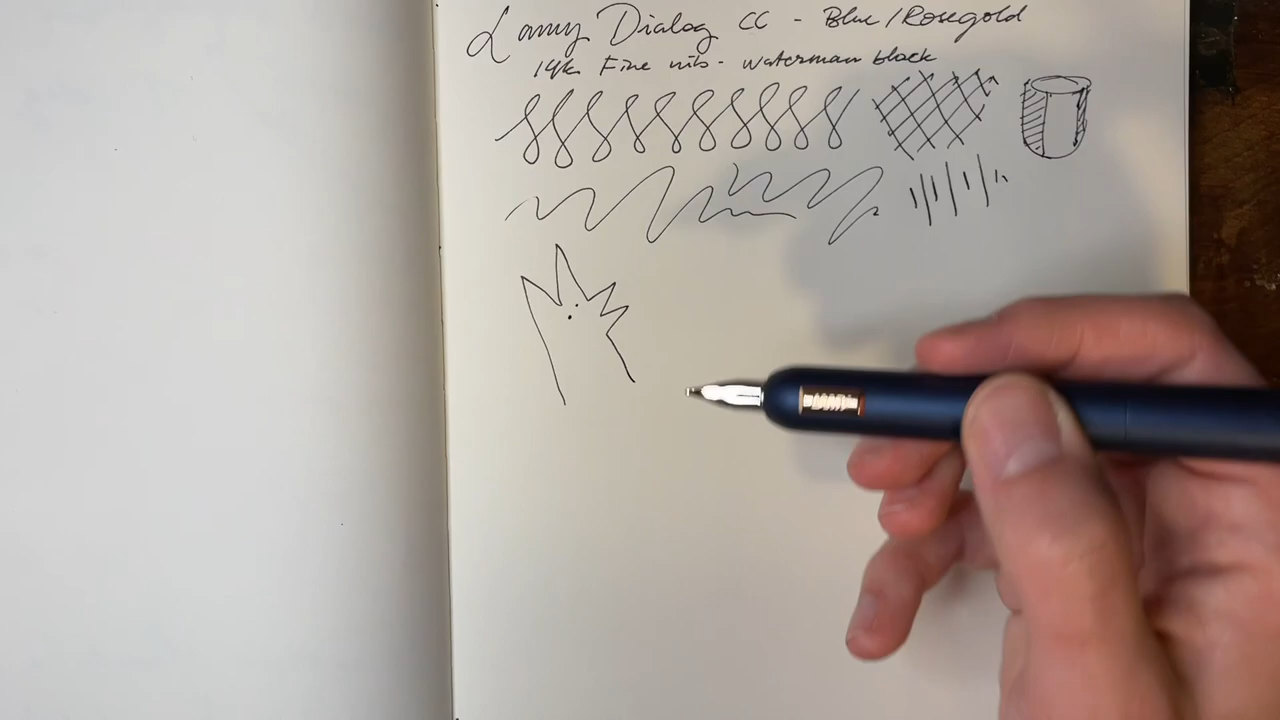 Lamy Dialog CC - Blue/Rosegold
14k Fine nib - Waterman black